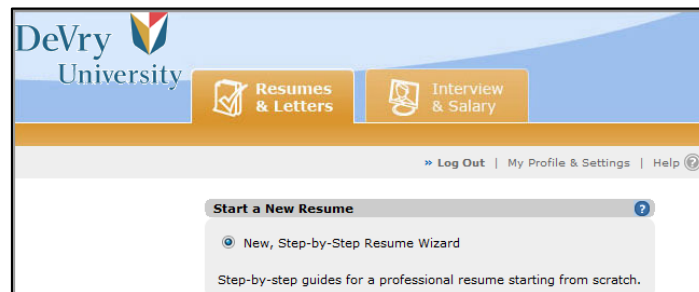 DeVry
University
Resumes
& Letters
Interview
& Salary
» Log Out | My Profile & Settings | Help ?
Start a New Resume ?
New, Step-by-Step Resume Wizard
Step-by-step guides for a professional resume starting from scratch.